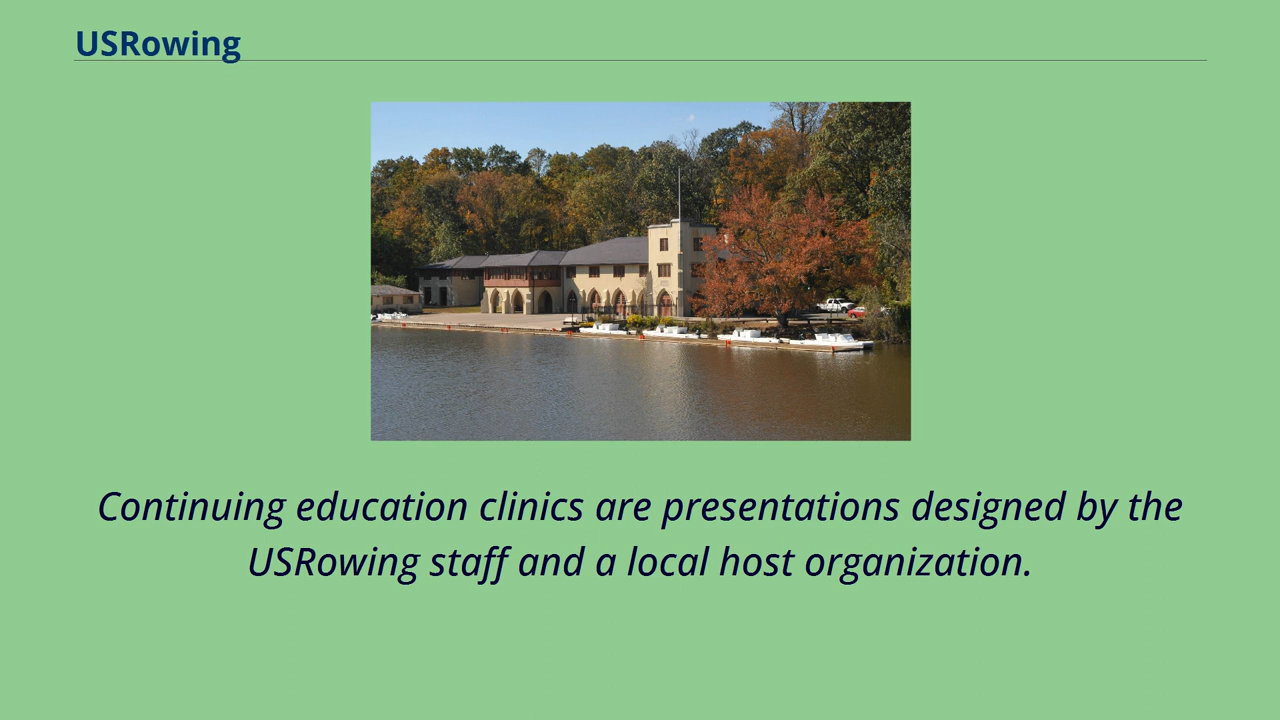 USRowing
Continuing education clinics are presentations designed by the
USRowing staff and a local host organization.